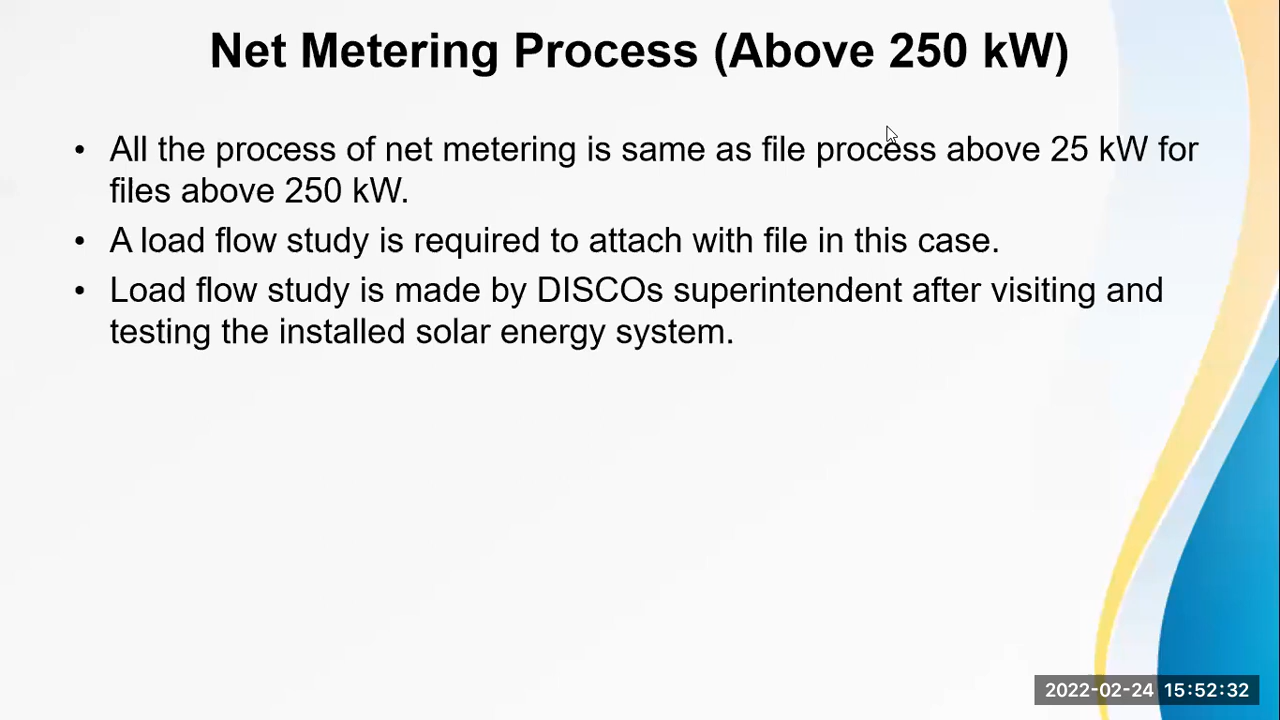 Net Metering Process (Above 250 kW)
• All the process of net metering is same as file process above 25 kW for
files above 250 kW.
• A load flow study is required to attach with file in this case.
• Load flow study is made by DISCOs superintendent after visiting and
testing the installed solar energy system.
2022-02-24 15:52:32